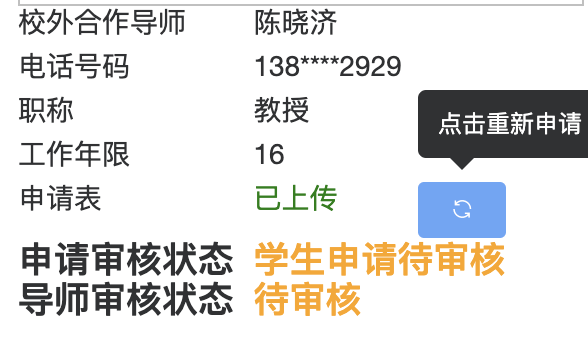 校外合作导师 陈晓济
电话号码 138****2929
职称 教授
点击重新申请
工作年限 16
申请表 已上传
申请审核状态 学生申请待审核
导师审核状态 待审核